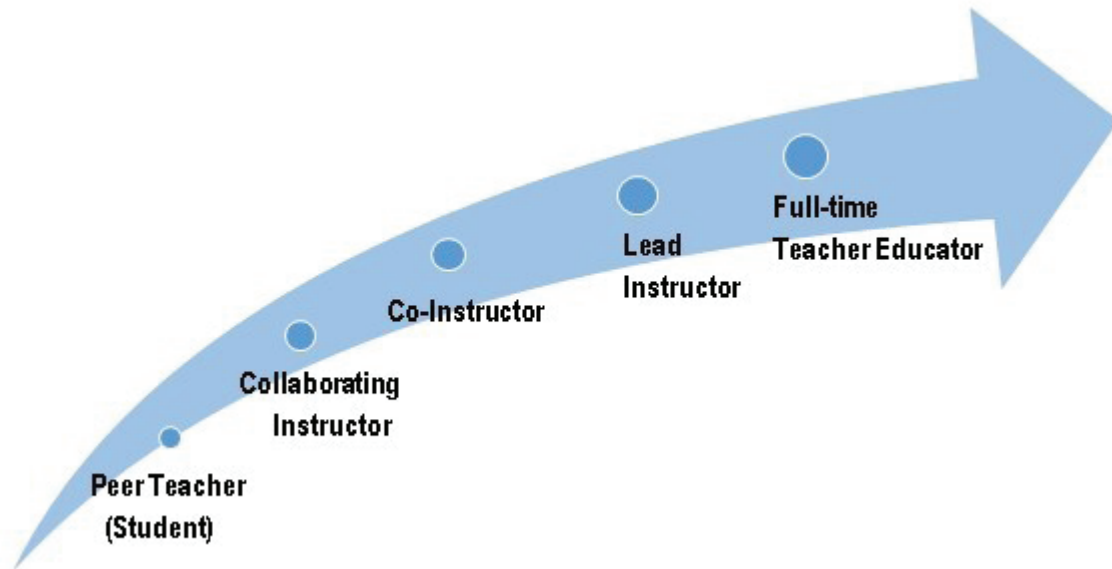 Peer Teacher
(Student)
Collaborating
Instructor
Co-Instructor
Lead
Instructor
Full-time
Teacher Educator